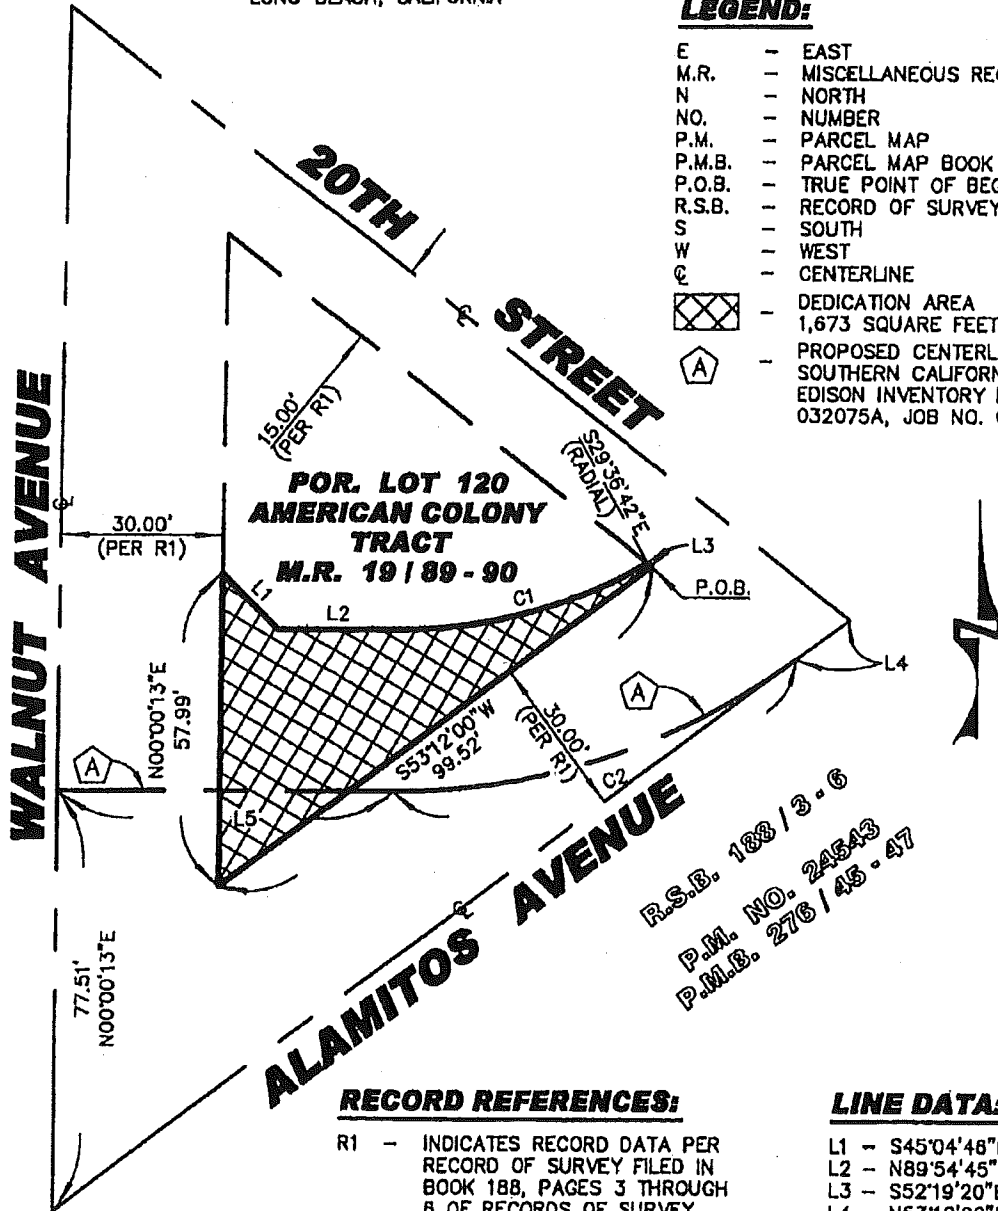 LONG BEACH, CALIFORNIA
LEGEND:
E - EAST
M.R. - MISCELLANEOUS
N - NORTH
NO. - NUMBER
P.M. - PARCEL MAP
P.M.B. - PARCEL MAP BOOK
P.O.B. - TRUE POINT OF
R.S.B. - RECORD OF SURVEY
S - SOUTH
W - WEST
℄ - CENTERLINE
- DEDICATION AREA
1,673 SQUARE FEET
A - PROPOSED
SOUTHERN
EDISON INVENTORY
032075A, JOB NO.
20TH
℄
STREET
WALNUT AVENUE
℄
15.00'
(PER R1)
S29°36'42"E
(RADIAL)
POR. LOT 120
AMERICAN COLONY
TRACT
M.R. 19 / 89 - 90
30.00'
(PER R1)
L3
P.O.B.
L1
L2
C1
L4
N00°00'13"E
57.99'
A
A
30.00'
(PER R1)
S53°12'00"W
99.52'
C2
L5
℄
ALAMITOS AVENUE
R.S.B. 188 / 3 - 6
P.M. NO. 24543
P.M.B. 276 / 45 - 47
77.51'
N00°00'13"E
RECORD REFERENCES:
R1 - INDICATES RECORD DATA PER
RECORD OF SURVEY FILED IN
BOOK 188, PAGES 3 THROUGH
6 OF RECORDS OF SURVEY
LINE DATA:
L1 - S45°04'46"
L2 - N89°54'45"
L3 - S52°19'20"E
L4 -